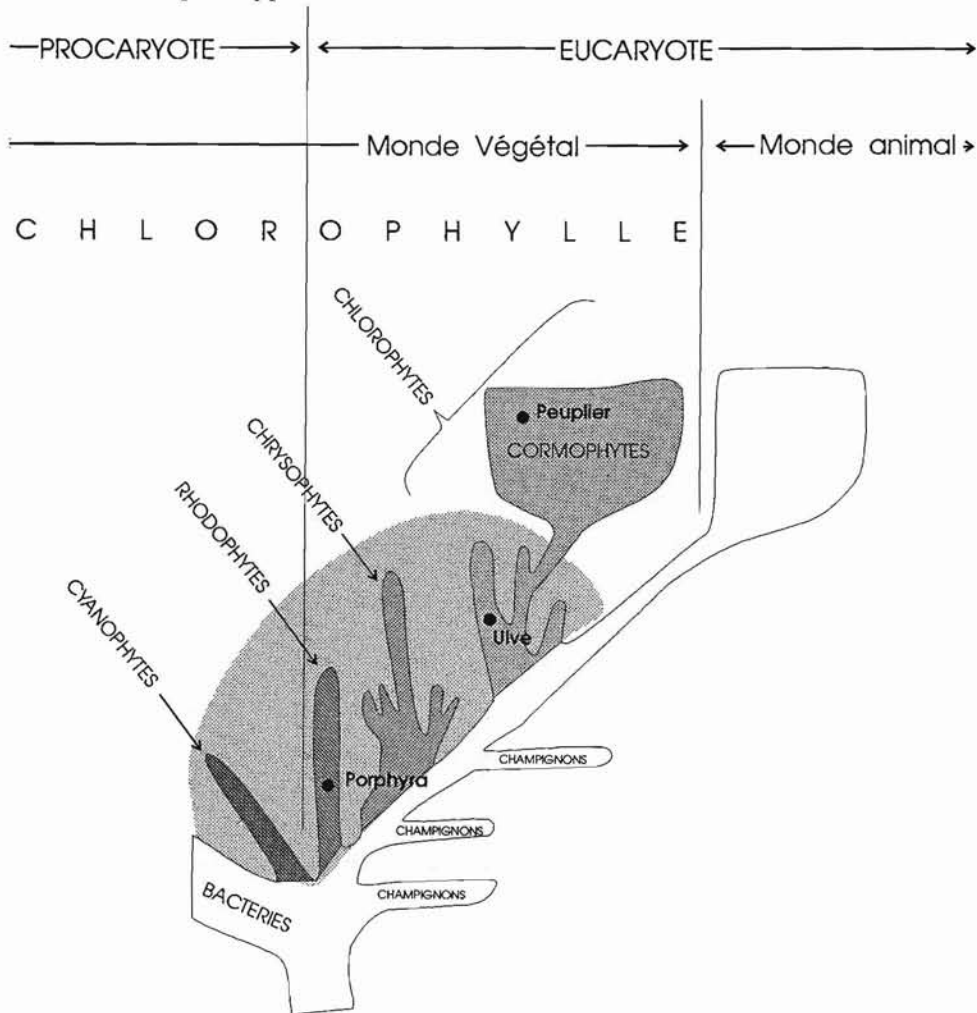 PROCARYOTE
EUCARYOTE
Monde Végétal
Monde animal
C H L O R O P H Y L L E
CHLOROPHYTES
Peuplier
CORMOPHYTES
CHRYSOPHYTES
RHODOPHYTES
CYANOPHYTES
Ulve
CHAMPIGNONS
Porphyra
CHAMPIGNONS
CHAMPIGNONS
BACTERIES